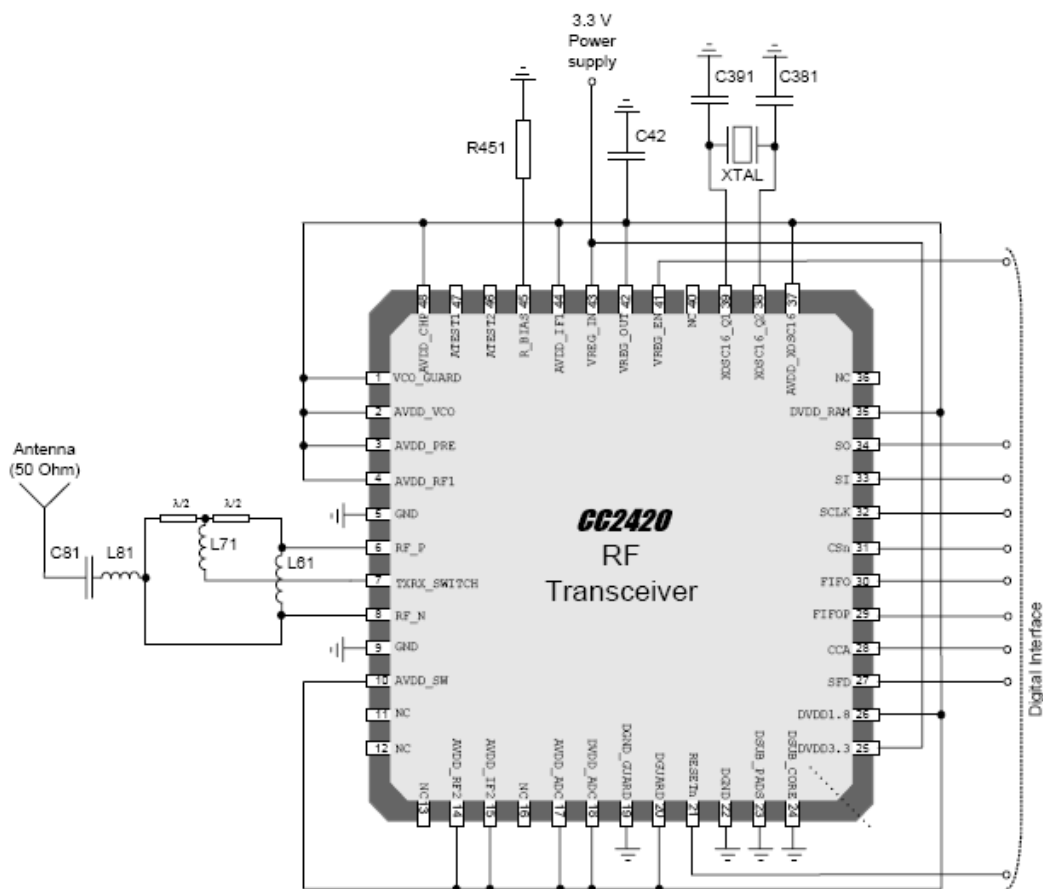 3.3 V
Power
supply
C391
C381
C42
R451
XTAL
48
47
46
45
44
43
42
41
40
39
38
37
AVDD_CHP
ATEST1
ATEST2
R_BIAS
AVDD_IF1
VREG_IN
VREG_OUT
VREG_EN
NC
XOSC16_Q1
XOSC16_Q2
AVDD_XOSC16
1 VCO_GUARD
2 AVDD_VCO
3 AVDD_PRE
4 AVDD_RF1
5 GND
6 RF_P
7 TXRX_SWITCH
8 RF_N
9 GND
10 AVDD_SW
11 NC
12 NC
Antenna
(50 Ohm)
λ/2
λ/2
C81
L81
L71
L61
CC2420
RF
Transceiver
NC 36
DVDD_RAM 35
SO 34
SI 33
SCLK 32
CSn 31
FIFO 30
FIFOP 29
CCA 28
SFD 27
DVDD1.8 26
DVDD3.3 25
Digital Interface
NC
AVDD_RF2
AVDD_IF2
NC
AVDD_ADC
DVDD_ADC
DGND_GUARD
DGUARD
RESETn
DGND
DSUB_PADS
DSUB_CORE
13
14
15
16
17
18
19
20
21
22
23
24